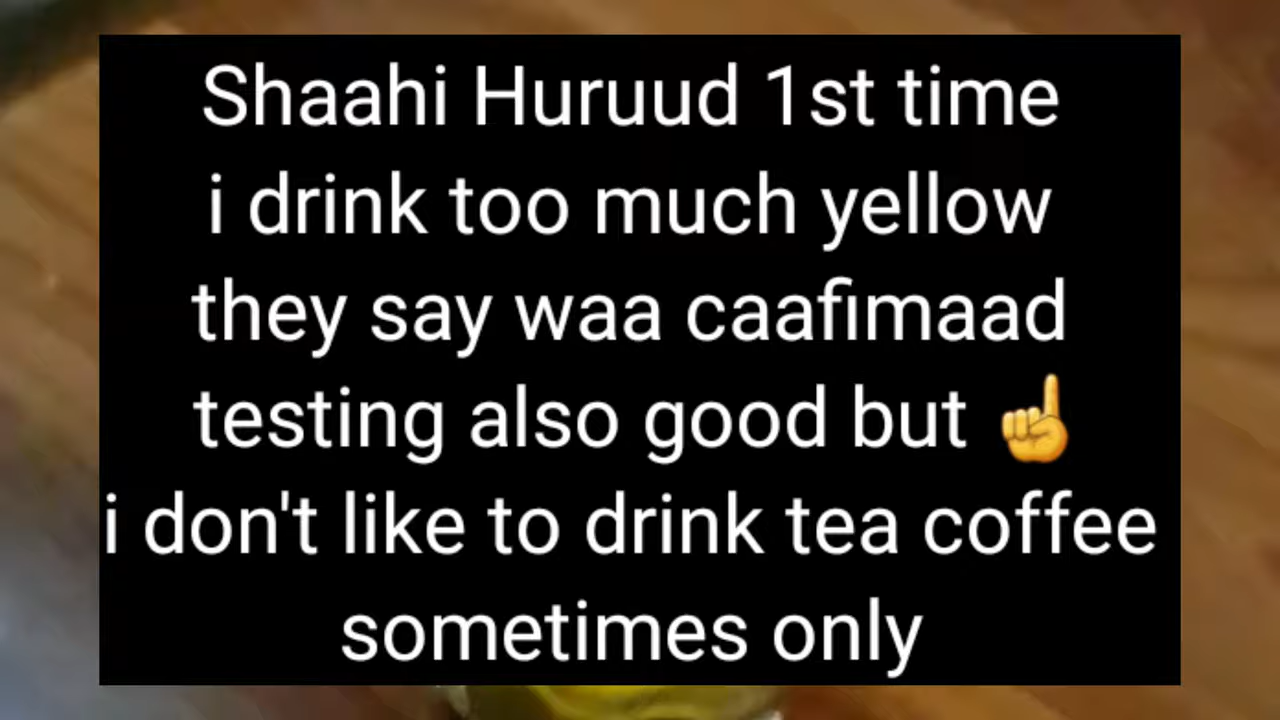 Shaahi Huruud 1st time
i drink too much yellow
they say waa caafimaad
testing also good but ☝
i don't like to drink tea coffee
sometimes only